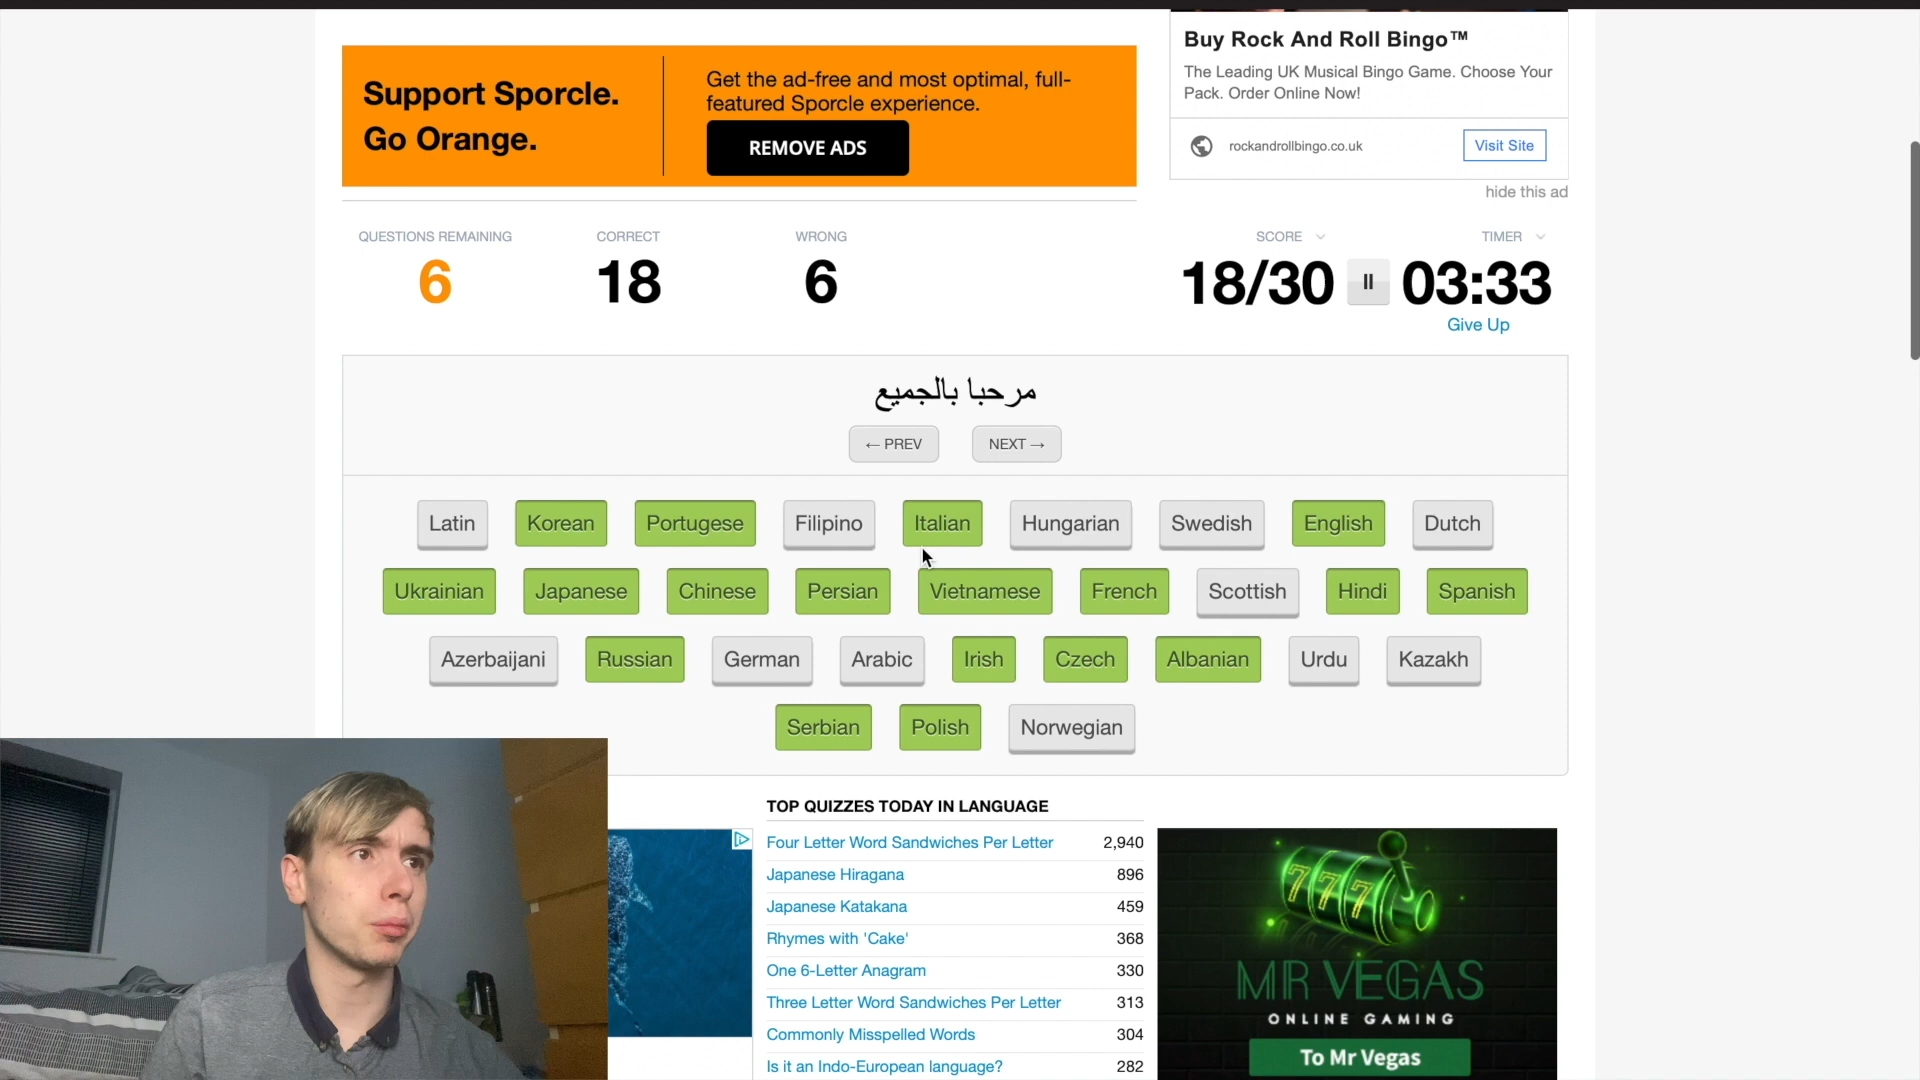 Support Sporcle.
Go Orange.
Get the ad-free and most optimal, full-
featured Sporcle experience.
REMOVE ADS
Buy Rock And Roll Bingo™
The Leading UK Musical Bingo Game. Choose Your
Pack. Order Online Now!
rockandrollbingo.co.uk
Visit Site
hide this ad
QUESTIONS REMAINING
6
CORRECT
18
WRONG
6
SCORE
18/30
TIMER
03:33
Give Up
مرحبا بالجميع
← PREV
NEXT →
Latin Korean Portugese Filipino Italian Hungarian Swedish English Dutch
Ukrainian Japanese Chinese Persian Vietnamese French Scottish Hindi Spanish
Azerbaijani Russian German Arabic Irish Czech Albanian Urdu Kazakh
Serbian Polish Norwegian
TOP QUIZZES TODAY IN LANGUAGE
Four Letter Word Sandwiches Per Letter 2,940
Japanese Hiragana 896
Japanese Katakana 459
Rhymes with 'Cake' 368
One 6-Letter Anagram 330
Three Letter Word Sandwiches Per Letter 313
Commonly Misspelled Words 304
Is it an Indo-European language? 282
777
MR VEGAS
ONLINE GAMING
To Mr Vegas